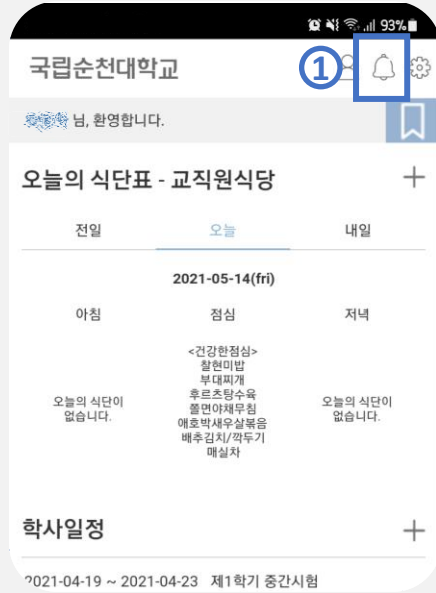 93%
국립순천대학교
①
님, 환영합니다.
오늘의 식단표 - 교직원식당
전일 오늘 내일
2021-05-14(fri)
아침 점심 저녁
<건강한점심>
찰현미밥
부대찌개
후르츠탕수육
쫄면야채무침
애호박새우살볶음
배추김치/깍두기
매실차
오늘의 식단이
없습니다.
오늘의 식단이
없습니다.
학사일정
2021-04-19 ~ 2021-04-23 제1학기 중간시험